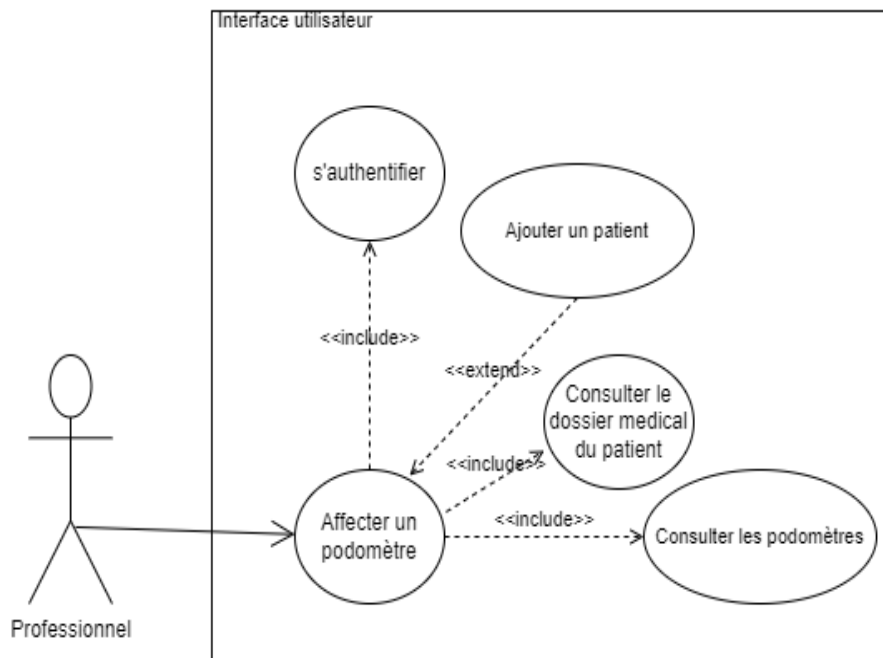 Interface utilisateur
s'authentifier
Ajouter un patient
<<include>>
<<extend>>
Consulter le
dossier medical
du patient
<<include>>
<<include>>
Affecter un
podomètre
Consulter les podomètres
Professionnel